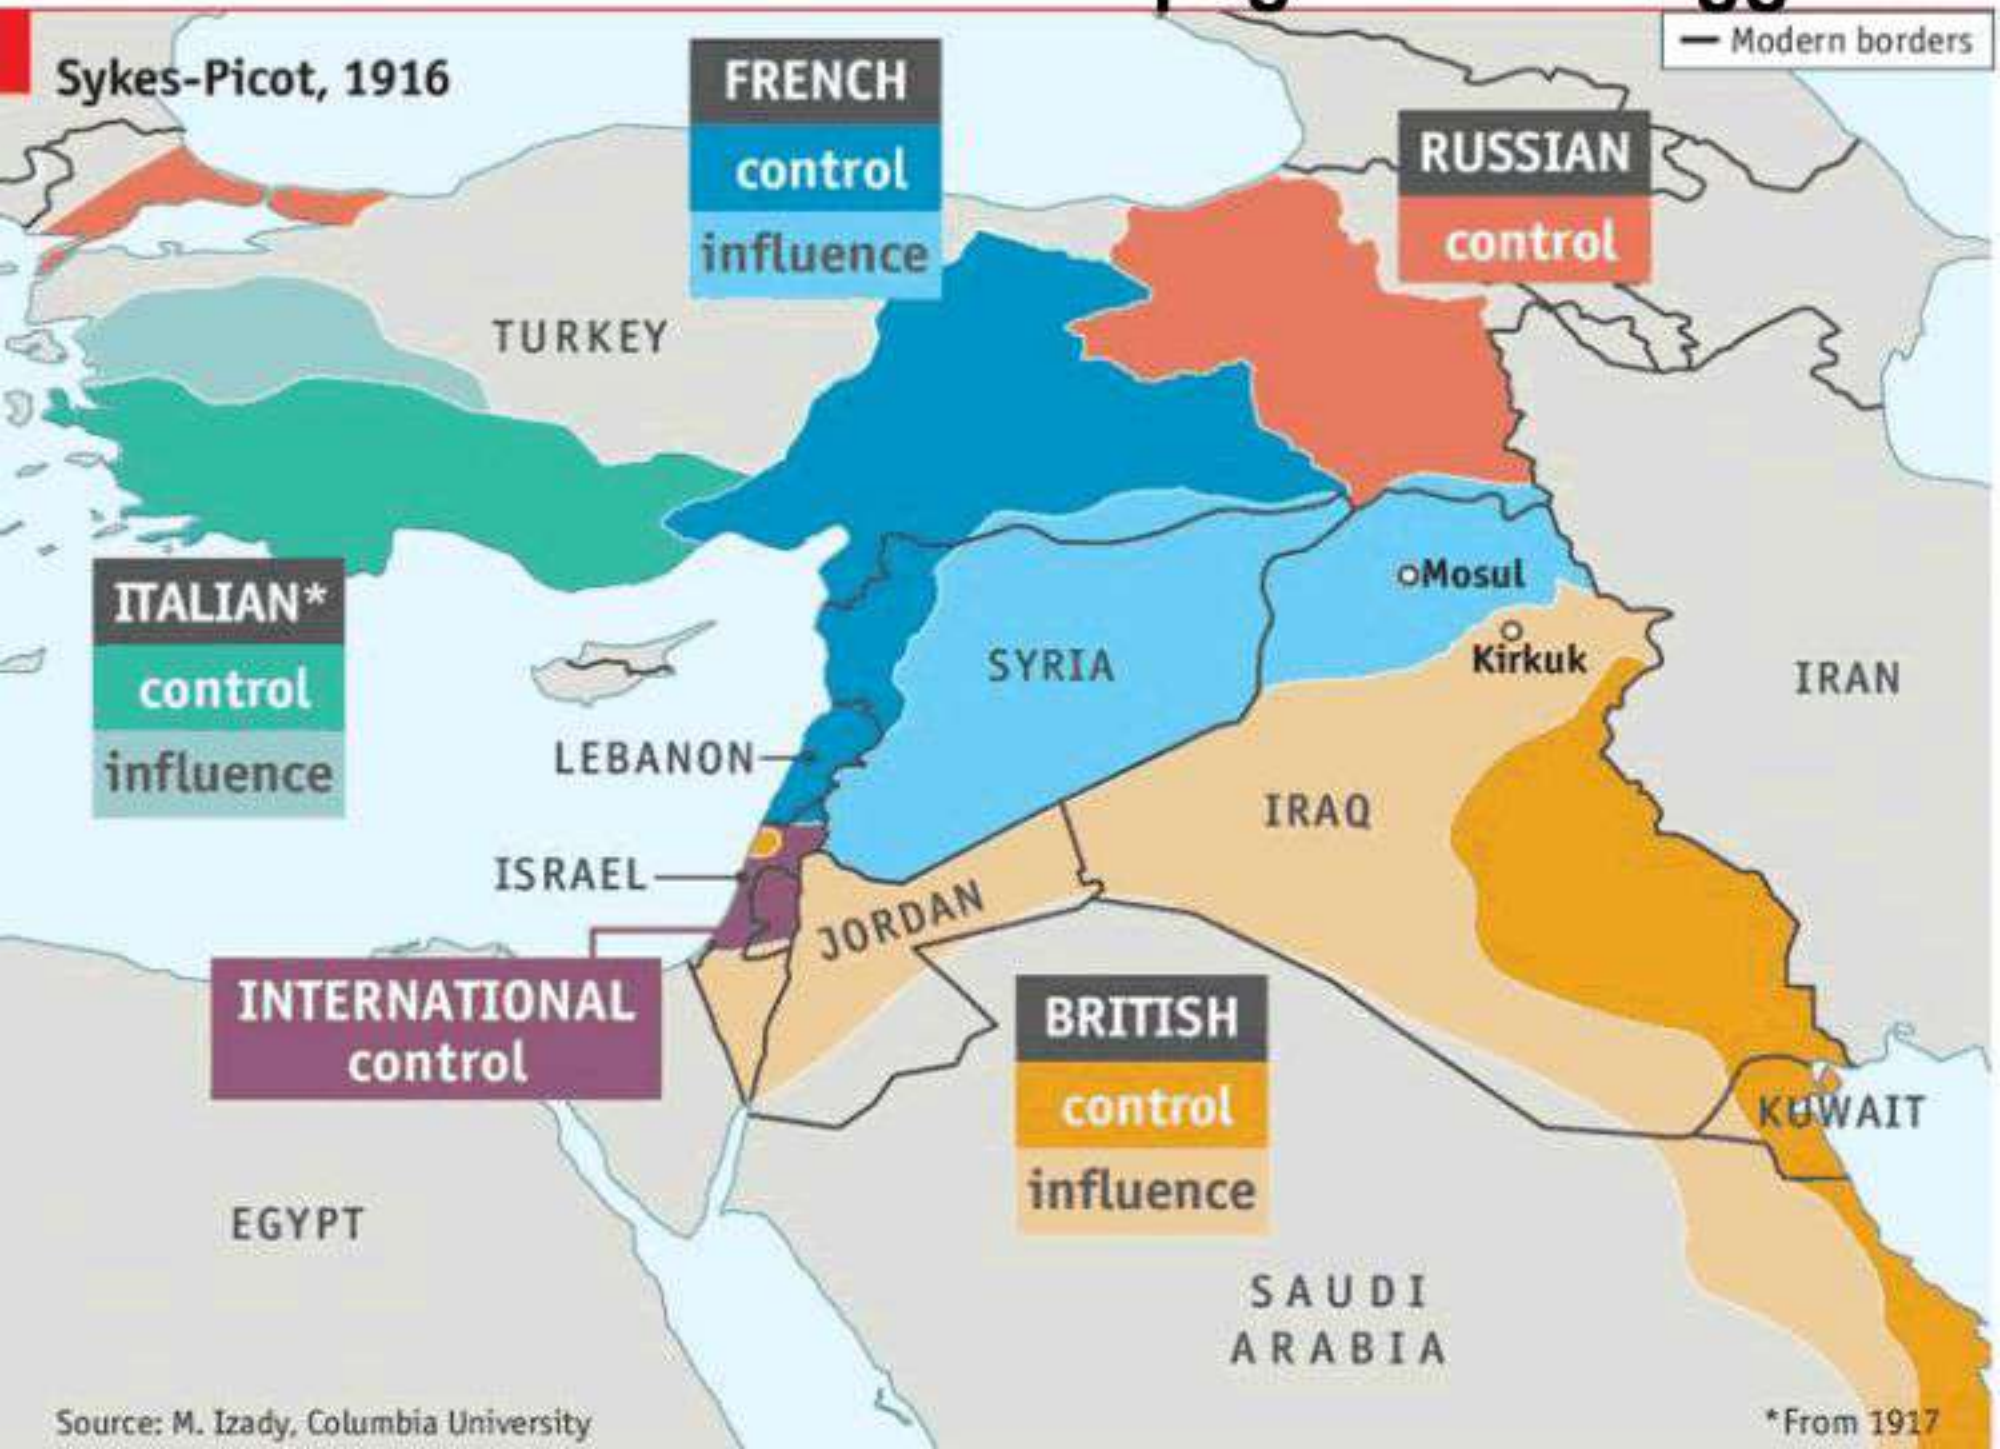 Sykes-Picot, 1916
Modern borders
FRENCH
control
influence
RUSSIAN
control
TURKEY
ITALIAN*
control
influence
Mosul
Kirkuk
SYRIA
IRAN
LEBANON
IRAQ
ISRAEL
JORDAN
INTERNATIONAL
control
BRITISH
control
influence
KUWAIT
EGYPT
SAUDI
ARABIA
Source: M. Izady, Columbia University
*From 1917